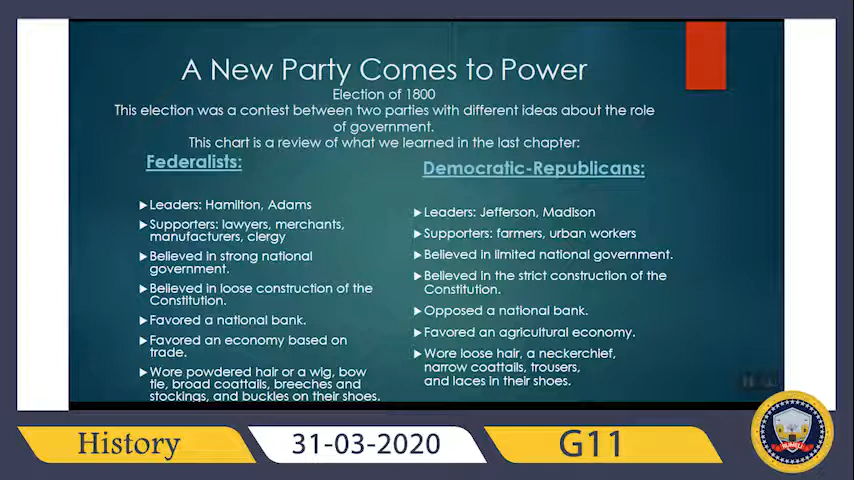 A New Party Comes to Power
Election of 1800
This election was a contest between two parties with different ideas about the role
of government.
This chart is a review of what we learned in the last chapter:
Federalists:
▶Leaders: Hamilton, Adams
▶Supporters: lawyers, merchants,
manufacturers, clergy
▶Believed in strong national
government.
▶Believed in loose construction of the
Constitution.
▶Favored a national bank.
▶Favored an economy based on
trade.
▶Wore powdered hair or a wig, bow
tie, broad coattails, breeches and
stockings, and buckles on their shoes.
Democratic-Republicans:
▶Leaders: Jefferson, Madison
▶Supporters: farmers, urban workers
▶Believed in limited national government.
▶Believed in the strict construction of the
Constitution.
▶Opposed a national bank.
▶Favored an agricultural economy.
▶Wore loose hair, a neckerchief,
narrow coattails, trousers,
and laces in their shoes.
History
31-03-2020
G11